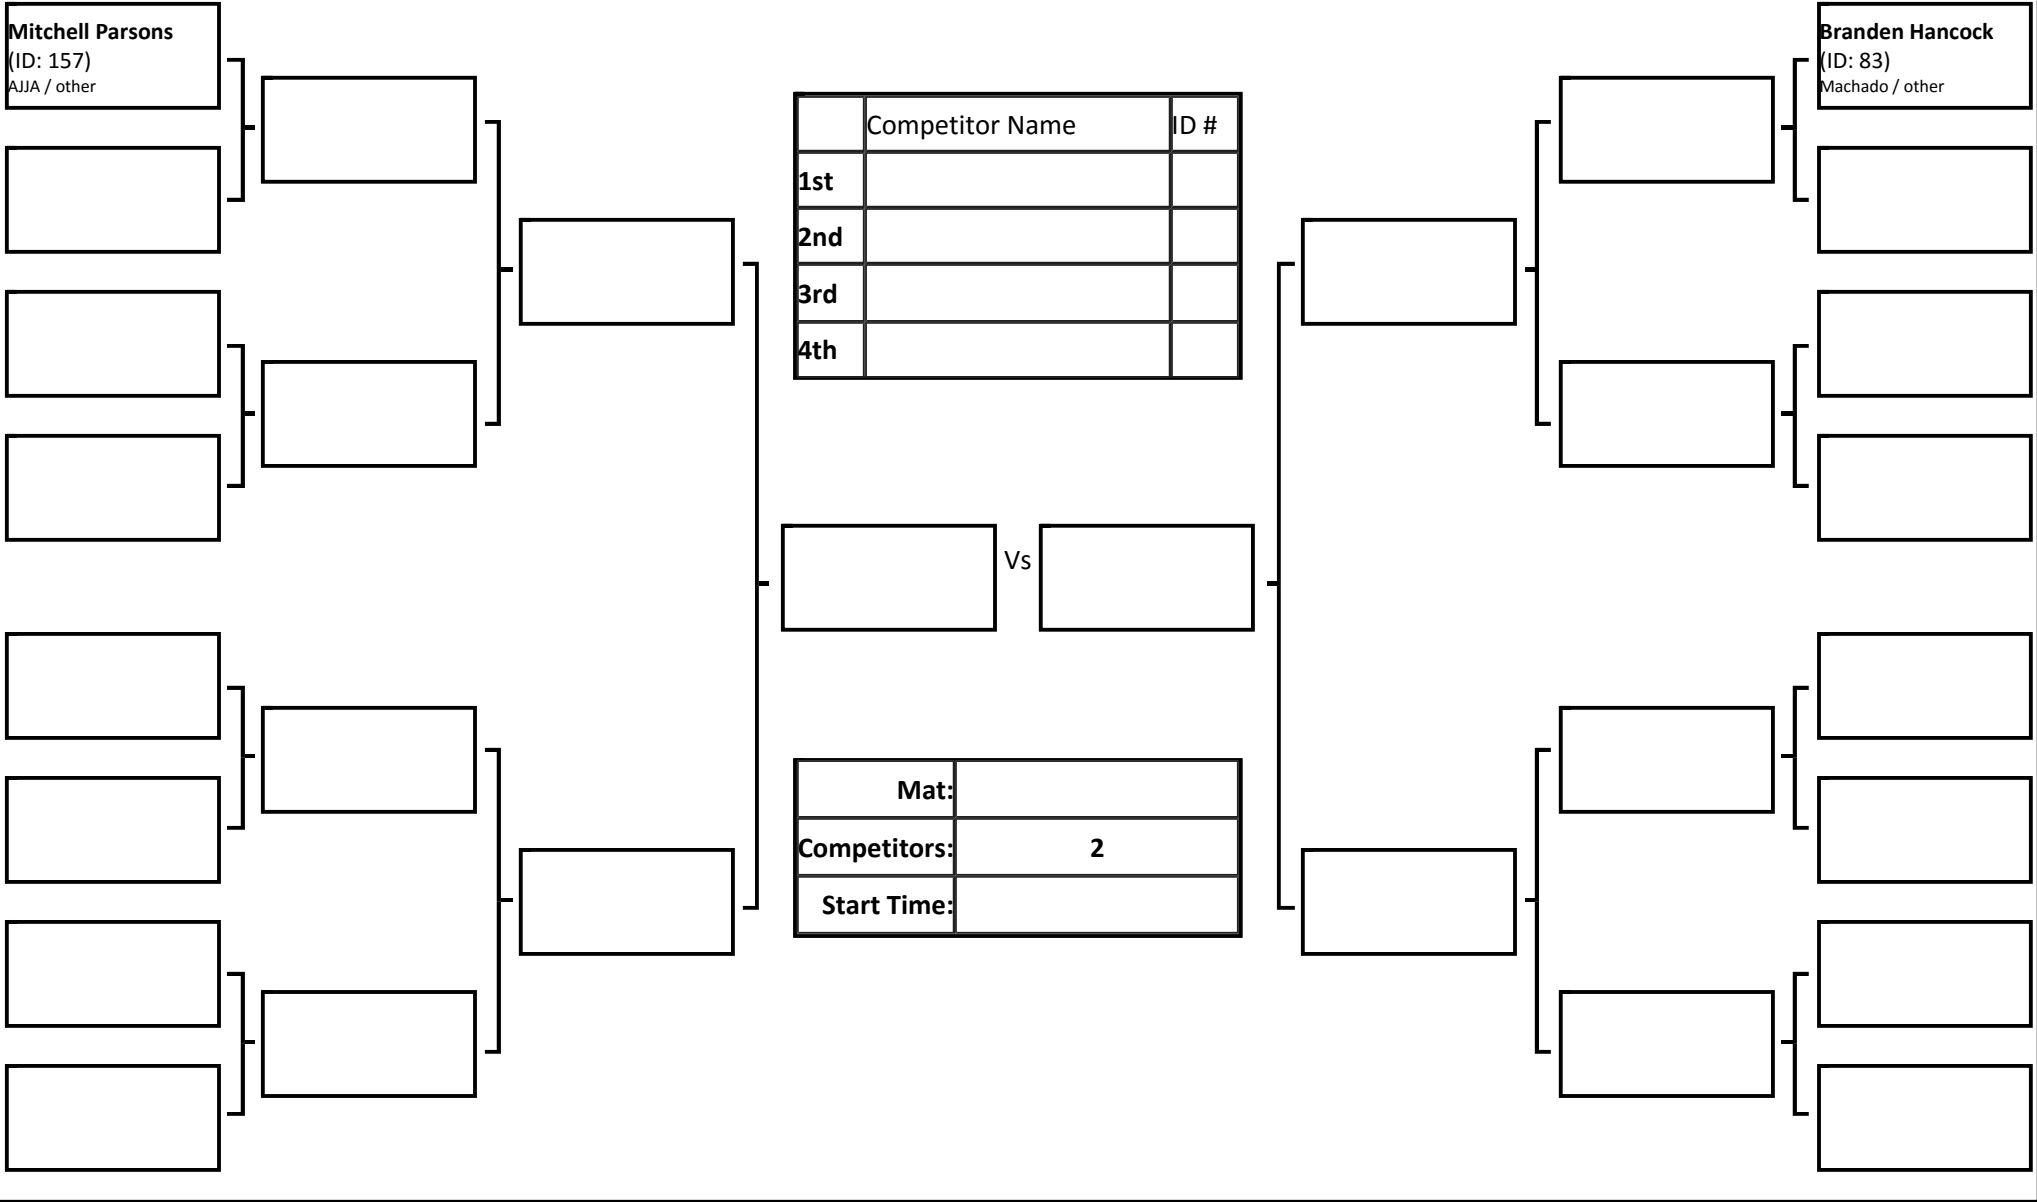 Mitchell Parsons
(ID: 157)
AJJA / other
Branden Hancock
(ID: 83)
Machado / other
Competitor Name ID #
1st
2nd
3rd
4th
Vs
Mat:
Competitors: 2
Start Time: